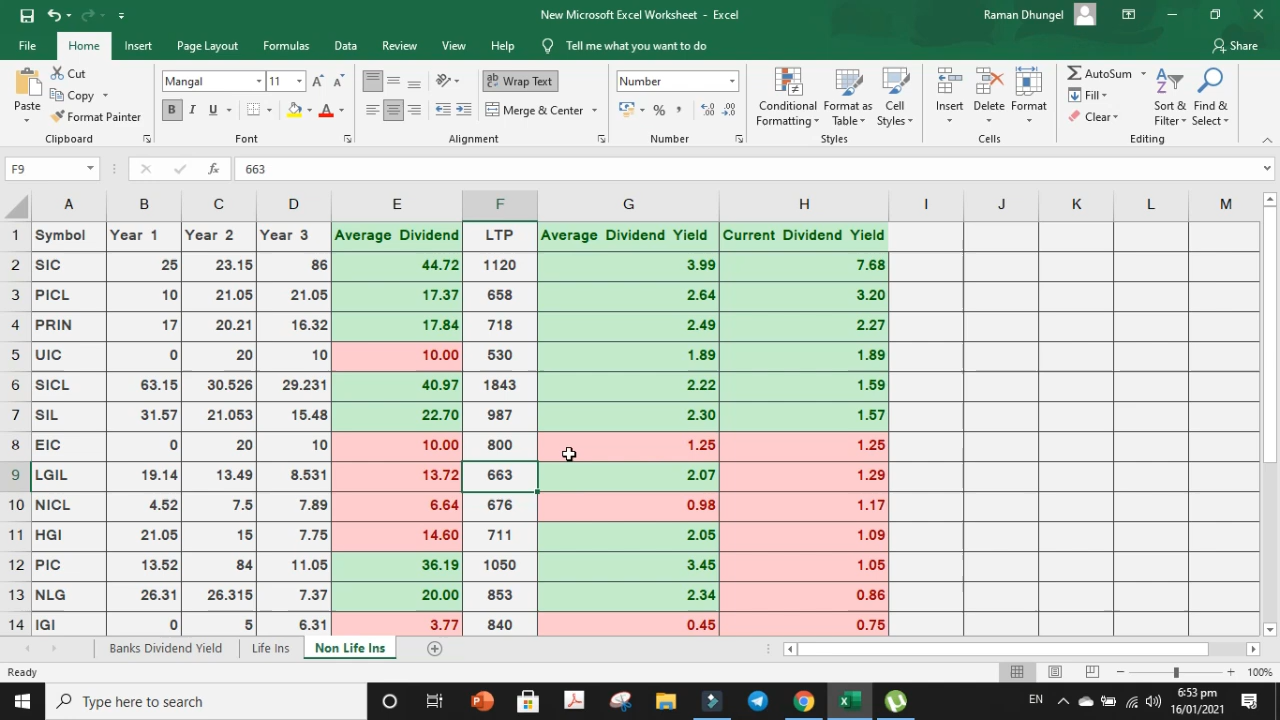 New Microsoft Excel Worksheet - Excel
Raman Dhungel
File Home Insert Page Layout Formulas Data Review View Help Tell me what you want to do Share
Paste
Cut
Copy
Format Painter
Clipboard
Mangal 11
B I U
Font
Wrap Text
Merge & Center
Alignment
Number
Number
Conditional Formatting
Format as Table
Cell Styles
Styles
Insert Delete Format
Cells
AutoSum
Fill
Clear
Sort & Filter
Find & Select
Editing
F9 fx 663
A B C D E F G H I J K L M
1 Symbol Year 1 Year 2 Year 3 Average Dividend LTP Average Dividend Yield Current Dividend Yield
2 SIC 25 23.15 86 44.72 1120 3.99 7.68
3 PICL 10 21.05 21.05 17.37 658 2.64 3.20
4 PRIN 17 20.21 16.32 17.84 718 2.49 2.27
5 UIC 0 20 10 10.00 530 1.89 1.89
6 SICL 63.15 30.526 29.231 40.97 1843 2.22 1.59
7 SIL 31.57 21.053 15.48 22.70 987 2.30 1.57
8 EIC 0 20 10 10.00 800 1.25 1.25
9 LGIL 19.14 13.49 8.531 13.72 663 2.07 1.29
10 NICL 4.52 7.5 7.89 6.64 676 0.98 1.17
11 HGI 21.05 15 7.75 14.60 711 2.05 1.09
12 PIC 13.52 84 11.05 36.19 1050 3.45 1.05
13 NLG 26.31 26.315 7.37 20.00 853 2.34 0.86
14 IGI 0 5 6.31 3.77 840 0.45 0.75
Banks Dividend Yield Life Ins Non Life Ins
Ready 100%
Type here to search
EN
6:53 pm
16/01/2021